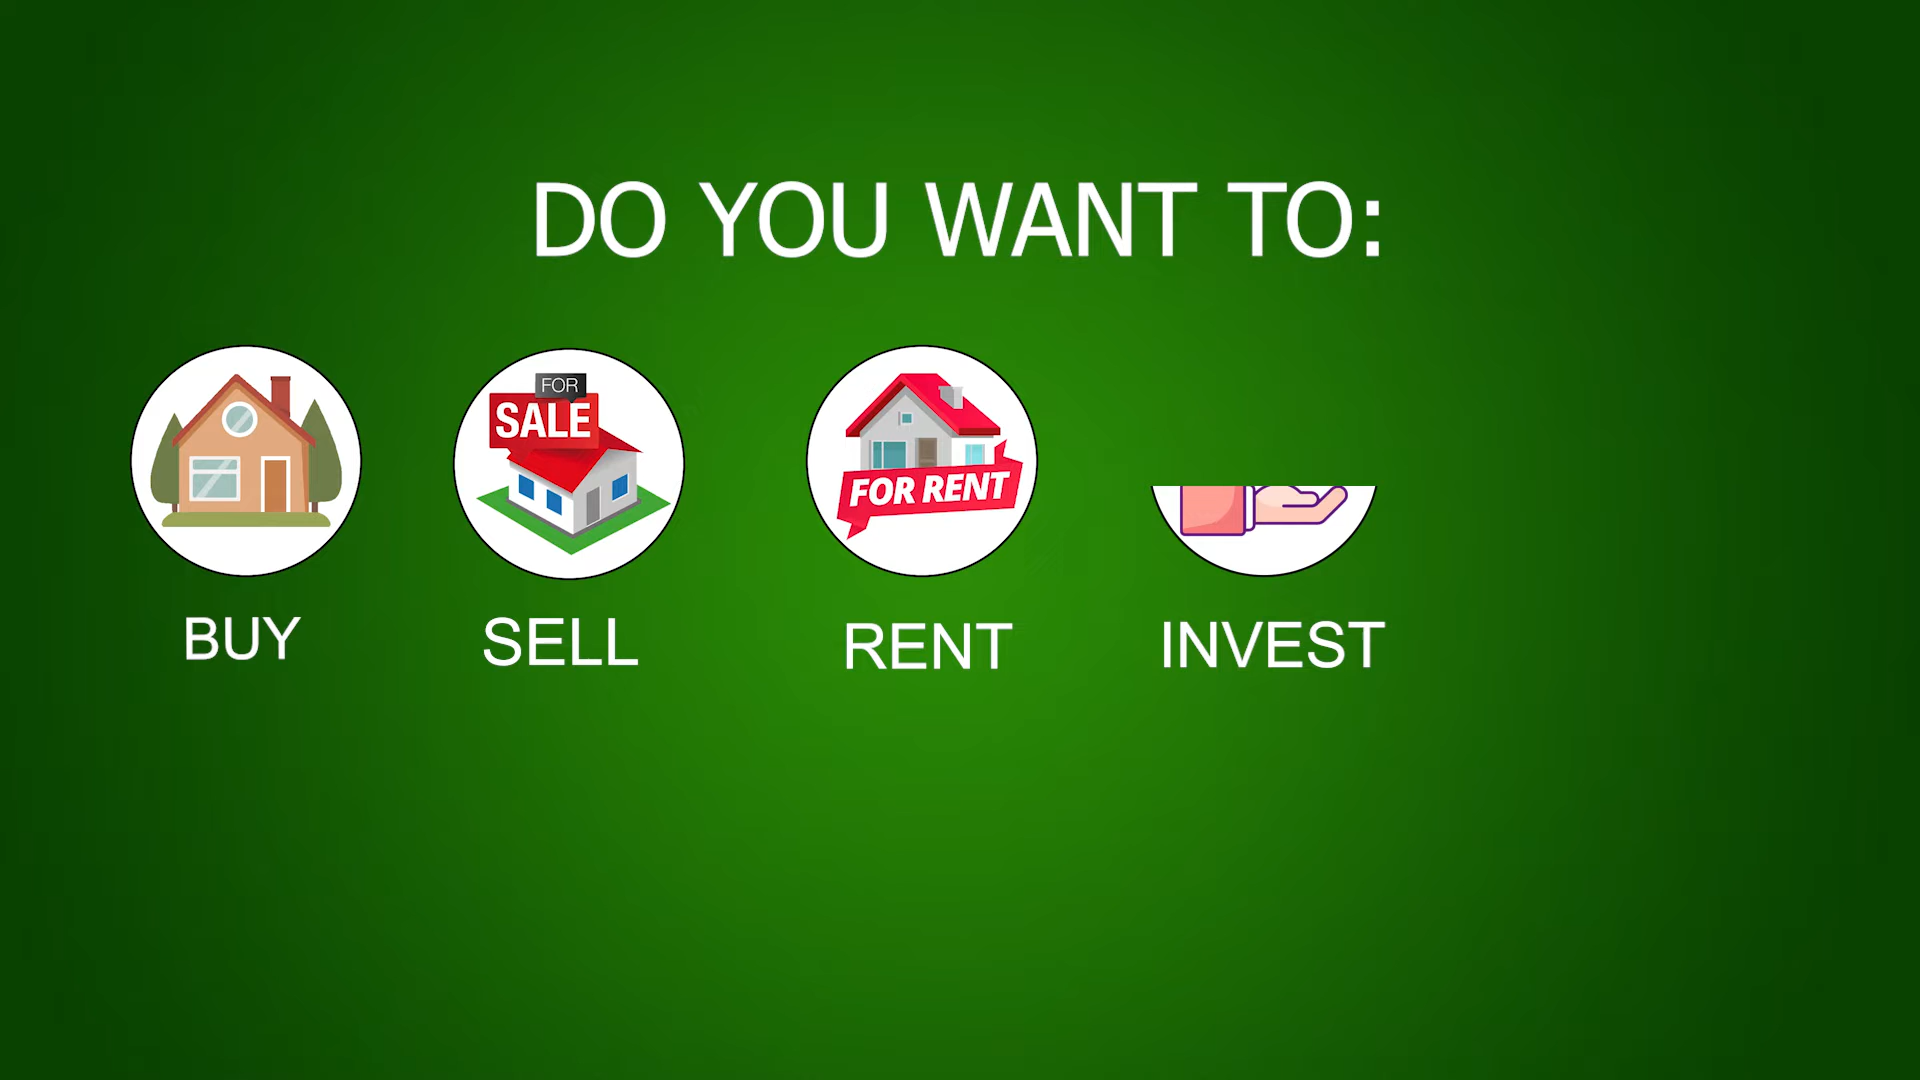 DO YOU WANT TO:
FOR
SALE
FOR RENT
BUY
SELL
RENT
INVEST